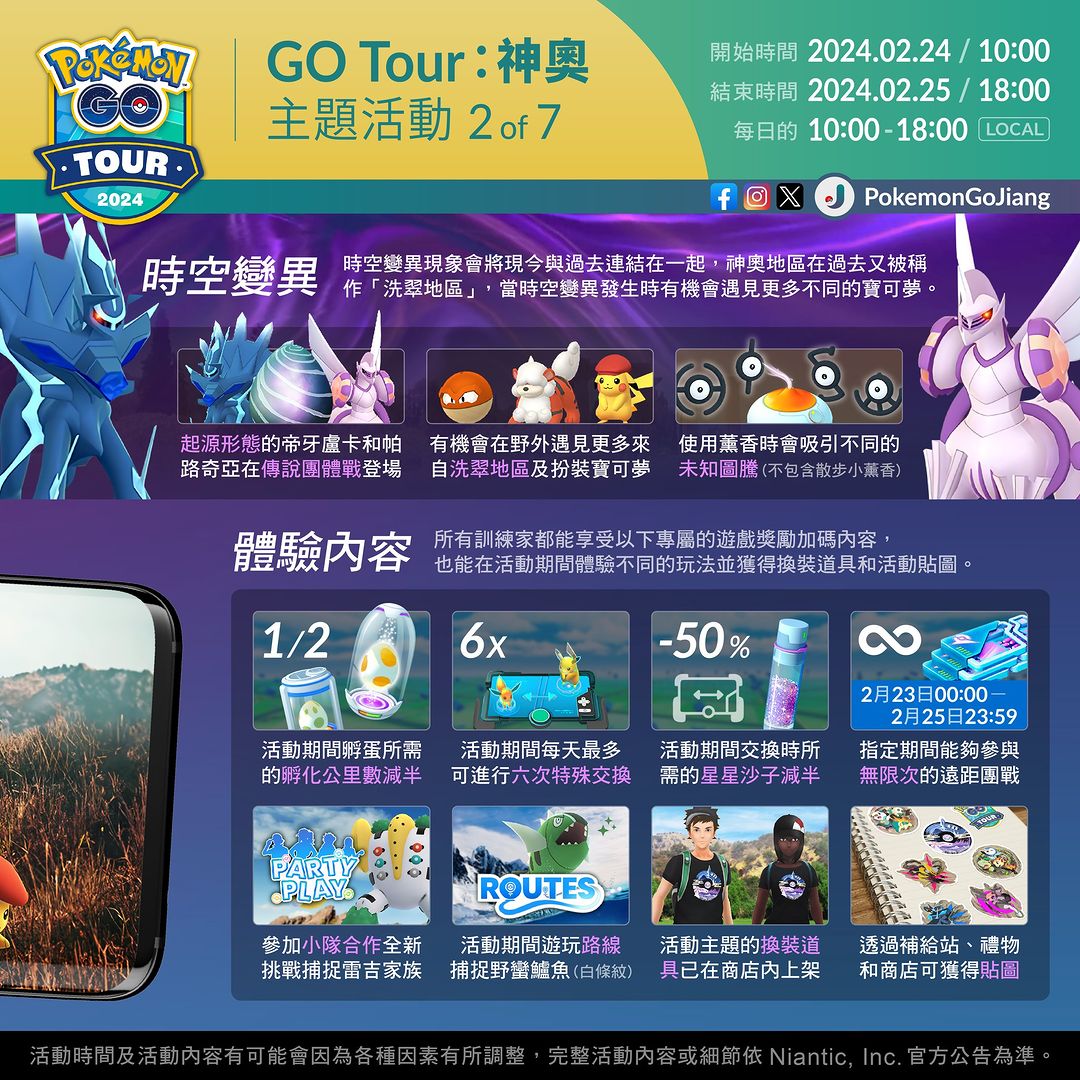 POKÉMON
GO
TOUR
2024
GO Tour：神奧
主題活動 2 of 7
開始時間 2024.02.24 / 10:00
結束時間 2024.02.25 / 18:00
每日的 10:00 - 18:00 LOCAL
PokemonGoJiang
時空變異
時空變異現象會將現今與過去連結在一起，神奧地區在過去又被稱
作「洗翠地區」，當時空變異發生時有機會遇見更多不同的寶可夢。
起源形態的帝牙盧卡和帕
路奇亞在傳說團體戰登場
有機會在野外遇見更多來
自洗翠地區及扮裝寶可夢
使用薰香時會吸引不同的
未知圖騰 (不包含散步小薰香)
體驗內容
所有訓練家都能享受以下專屬的遊戲獎勵加碼內容，
也能在活動期間體驗不同的玩法並獲得換裝道具和活動貼圖。
1/2
活動期間孵蛋所需
的孵化公里數減半
6x
活動期間每天最多
可進行六次特殊交換
-50%
活動期間交換時所
需的星星沙子減半
∞
2月23日00:00－
2月25日23:59
指定期間能夠參與
無限次的遠距團戰
PARTY
PLAY
參加小隊合作全新
挑戰捕捉雷吉家族
ROUTES
活動期間遊玩路線
捕捉野蠻鱸魚 (白條紋)
活動主題的換裝道
具已在商店內上架
透過補給站、禮物
和商店可獲得貼圖
活動時間及活動內容有可能會因為各種因素有所調整，完整活動內容或細節依 Niantic, Inc. 官方公告為準。